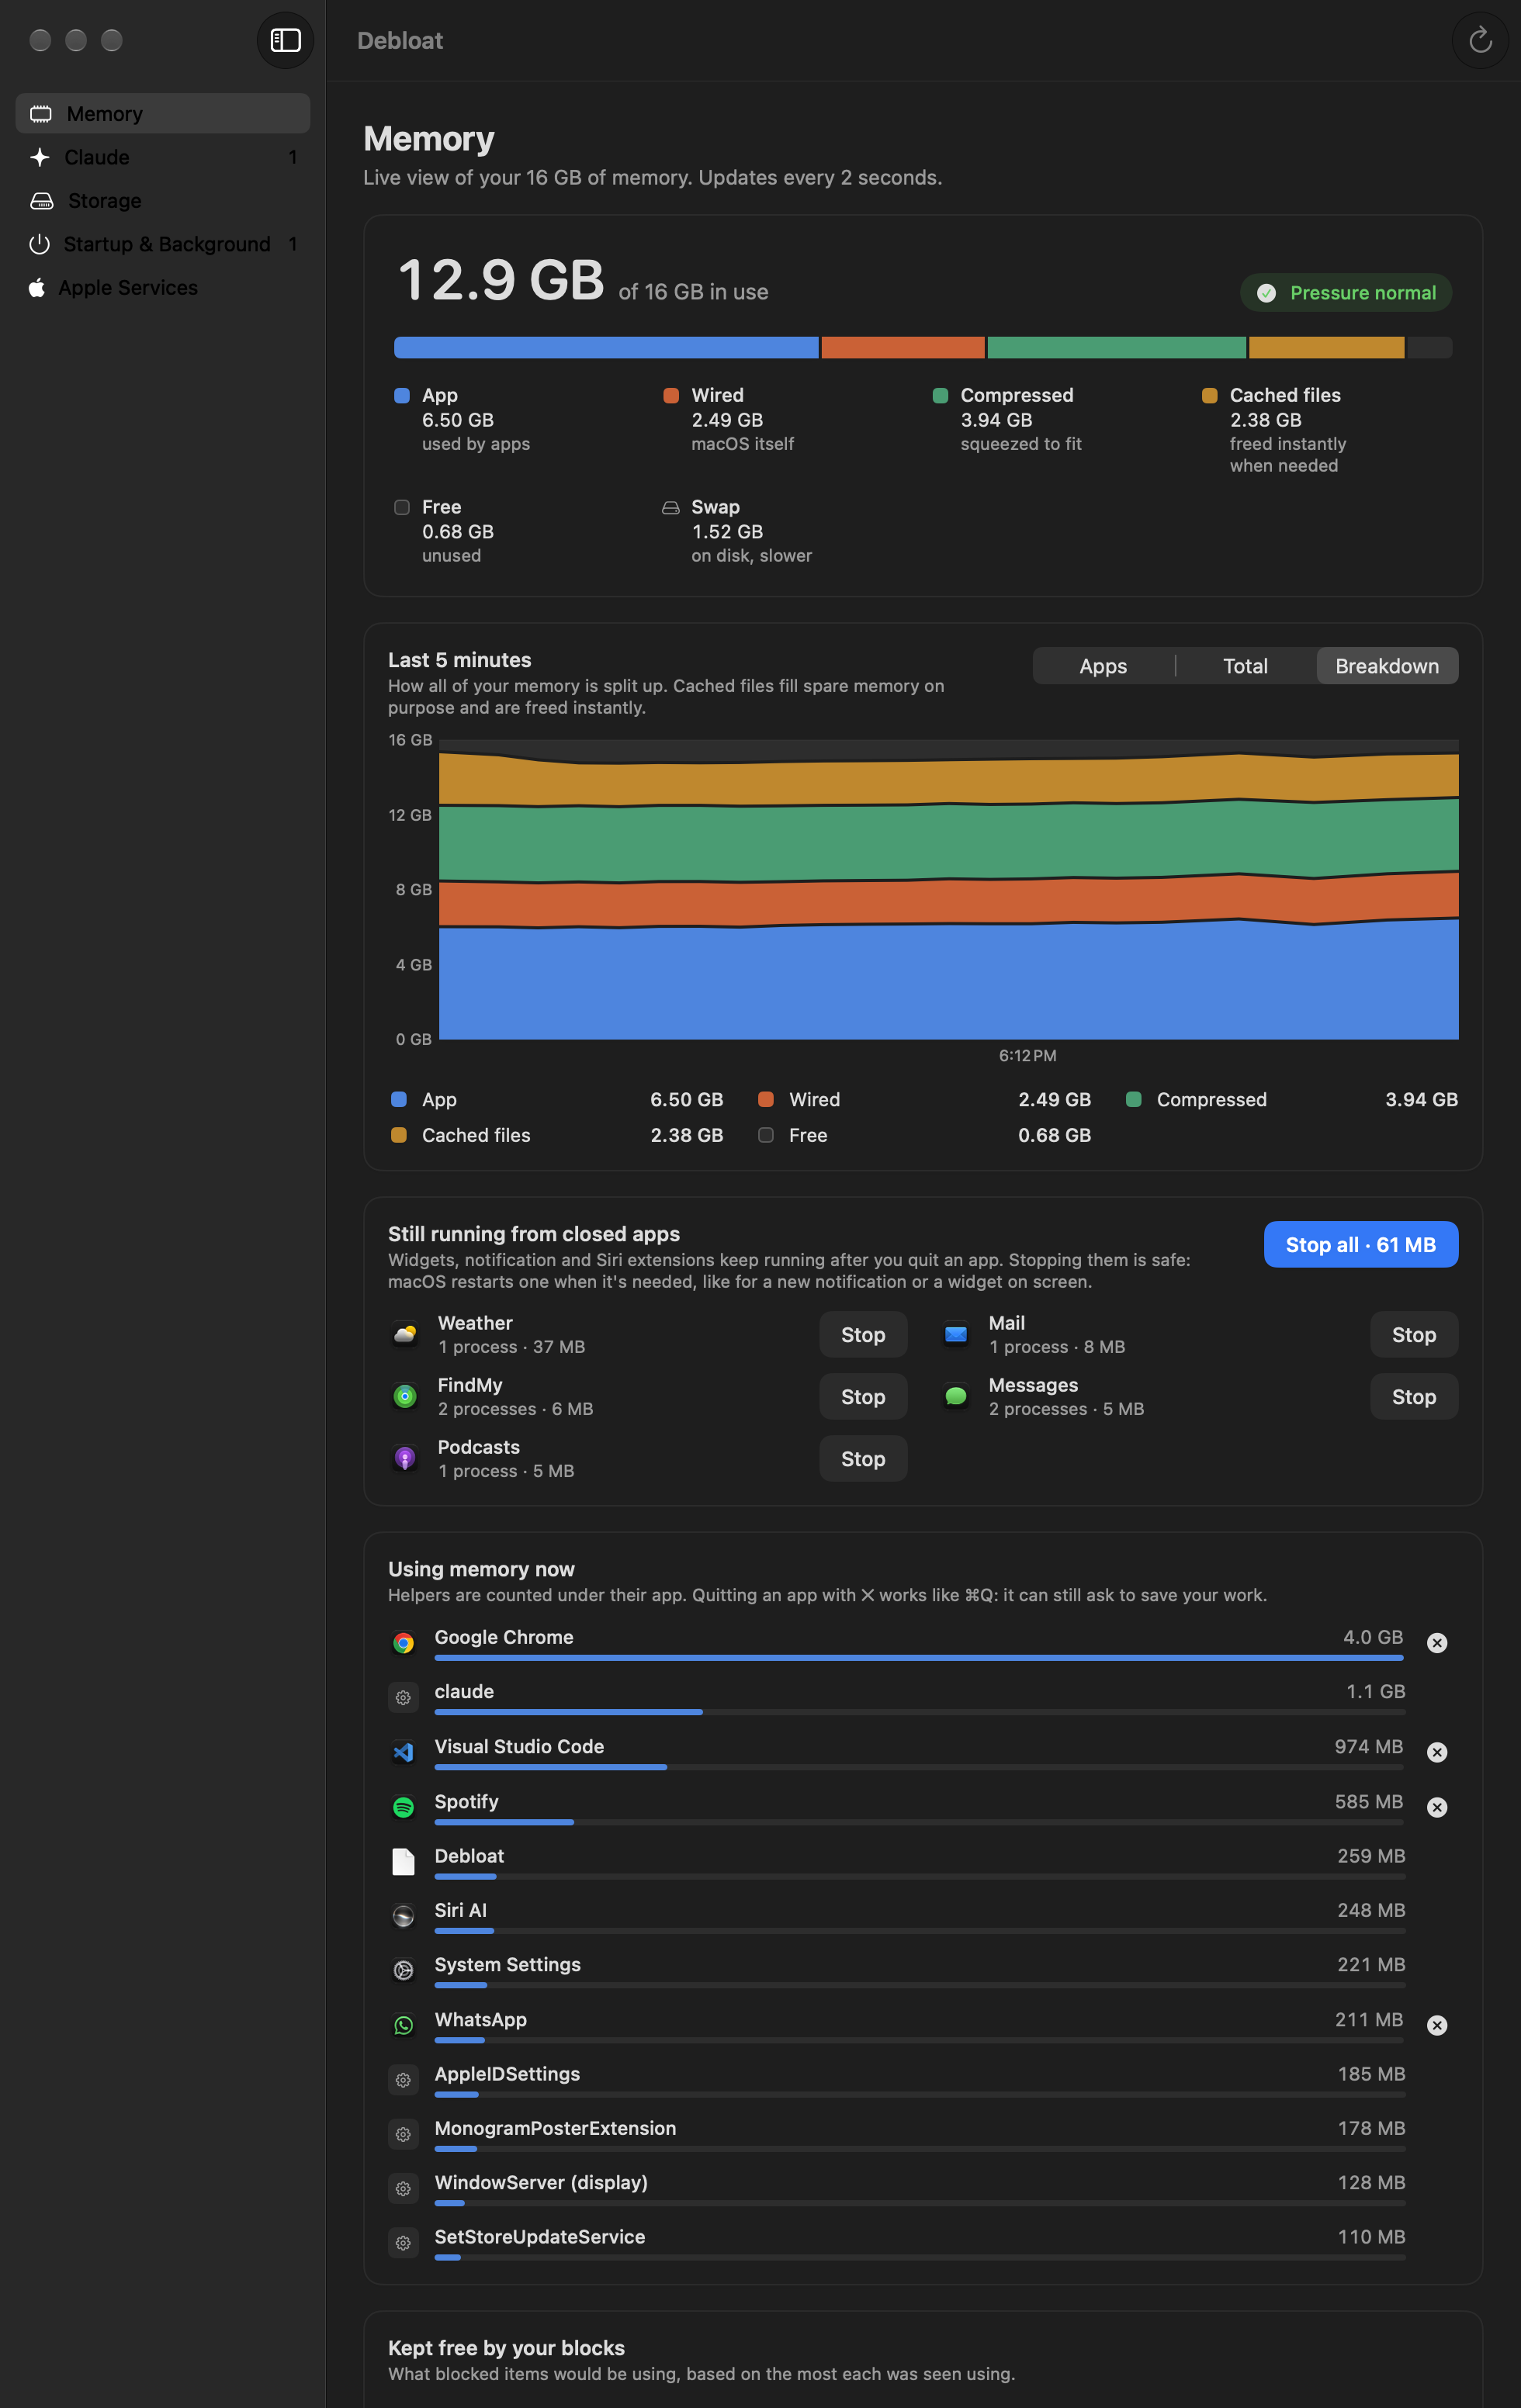 Debloat
Memory
Claude 1
Storage
Startup & Background 1
Apple Services
Memory
Live view of your 16 GB of memory. Updates every 2 seconds.
12.9 GB of 16 GB in use
Pressure normal
App
6.50 GB
used by apps
Wired
2.49 GB
macOS itself
Compressed
3.94 GB
squeezed to fit
Cached files
2.38 GB
freed instantly
when needed
Free
0.68 GB
unused
Swap
1.52 GB
on disk, slower
Last 5 minutes
How all of your memory is split up. Cached files fill spare memory on
purpose and are freed instantly.
Apps Total Breakdown
16 GB
12 GB
8 GB
4 GB
0 GB
6:12 PM
App 6.50 GB Wired 2.49 GB Compressed 3.94 GB
Cached files 2.38 GB Free 0.68 GB
Still running from closed apps
Widgets, notification and Siri extensions keep running after you quit an app. Stopping them is safe:
macOS restarts one when it's needed, like for a new notification or a widget on screen.
Stop all · 61 MB
Weather
1 process · 37 MB
Stop
Mail
1 process · 8 MB
Stop
FindMy
2 processes · 6 MB
Stop
Messages
2 processes · 5 MB
Stop
Podcasts
1 process · 5 MB
Stop
Using memory now
Helpers are counted under their app. Quitting an app with ✕ works like ⌘Q: it can still ask to save your work.
Google Chrome 4.0 GB
claude 1.1 GB
Visual Studio Code 974 MB
Spotify 585 MB
Debloat 259 MB
Siri AI 248 MB
System Settings 221 MB
WhatsApp 211 MB
AppleIDSettings 185 MB
MonogramPosterExtension 178 MB
WindowServer (display) 128 MB
SetStoreUpdateService 110 MB
Kept free by your blocks
What blocked items would be using, based on the most each was seen using.